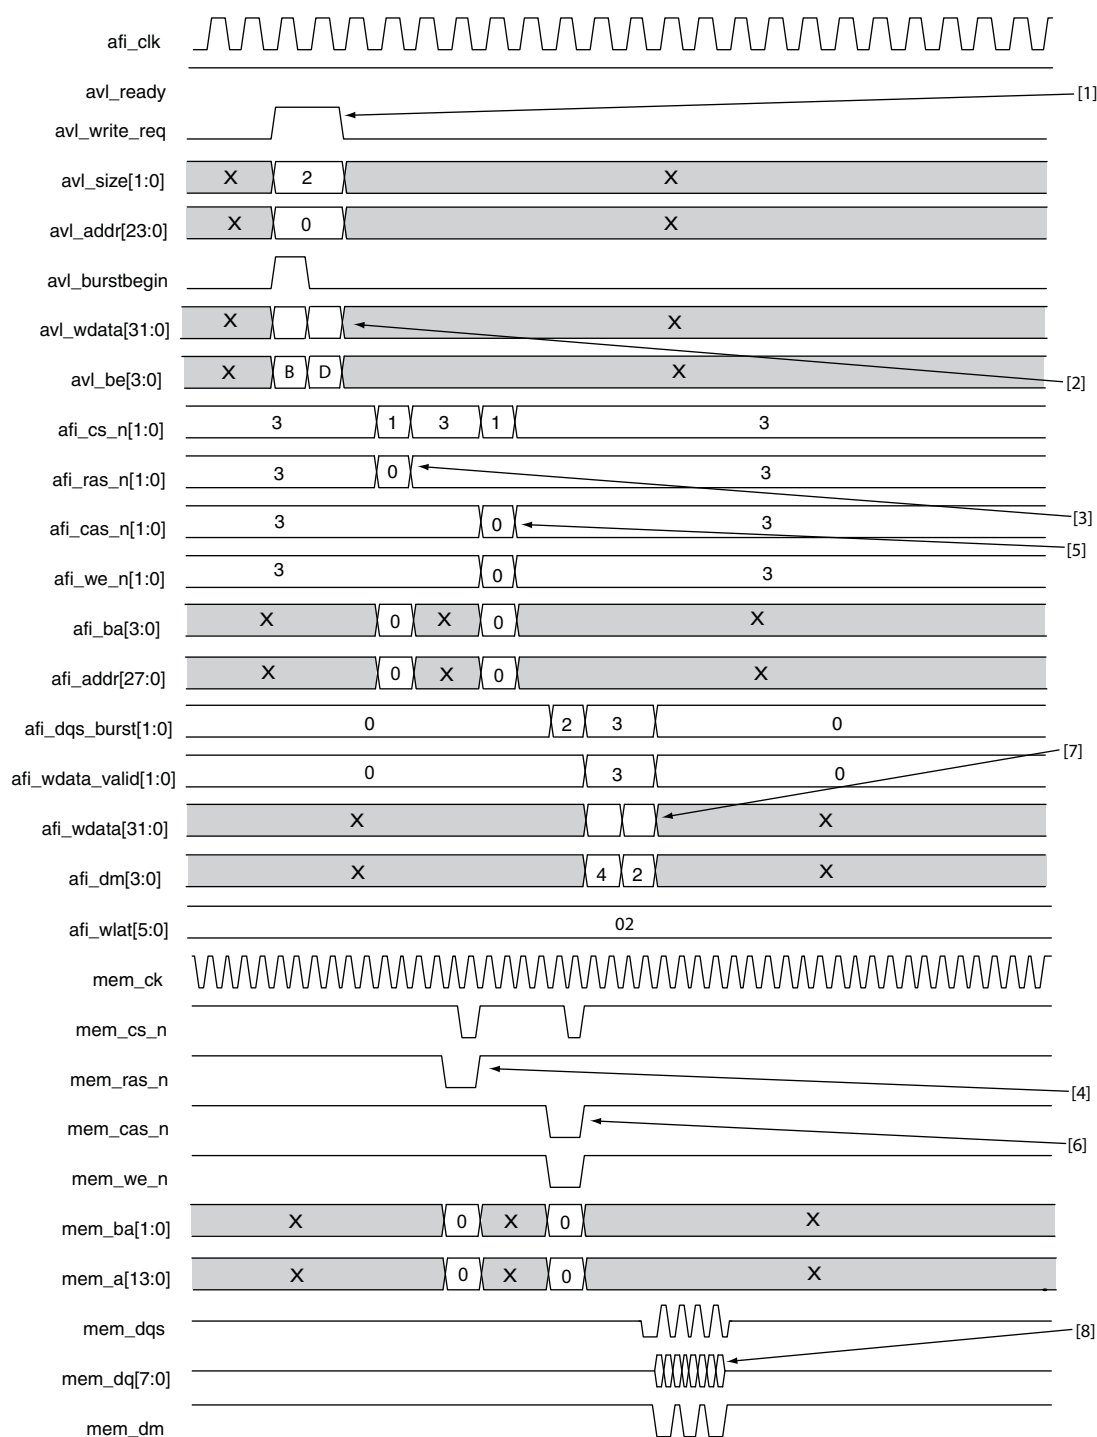 afi_clk
avl_ready
[1]
avl_write_req
avl_size[1:0] X 2 X
avl_addr[23:0] X 0 X
avl_burstbegin
avl_wdata[31:0] X X
avl_be[3:0] X B D X
[2]
afi_cs_n[1:0] 3 1 3 1 3
afi_ras_n[1:0] 3 0 3
[3]
afi_cas_n[1:0] 3 0 3
[5]
afi_we_n[1:0] 3 0 3
afi_ba[3:0] X 0 X 0 X
afi_addr[27:0] X 0 X 0 X
afi_dqs_burst[1:0] 0 2 3 0
[7]
afi_wdata_valid[1:0] 0 3 0
afi_wdata[31:0] X X
afi_dm[3:0] X 4 2 X
afi_wlat[5:0] 02
mem_ck
mem_cs_n
mem_ras_n
[4]
mem_cas_n
[6]
mem_we_n
mem_ba[1:0] X 0 X 0 X
mem_a[13:0] X 0 X 0 X
mem_dqs
[8]
mem_dq[7:0]
mem_dm